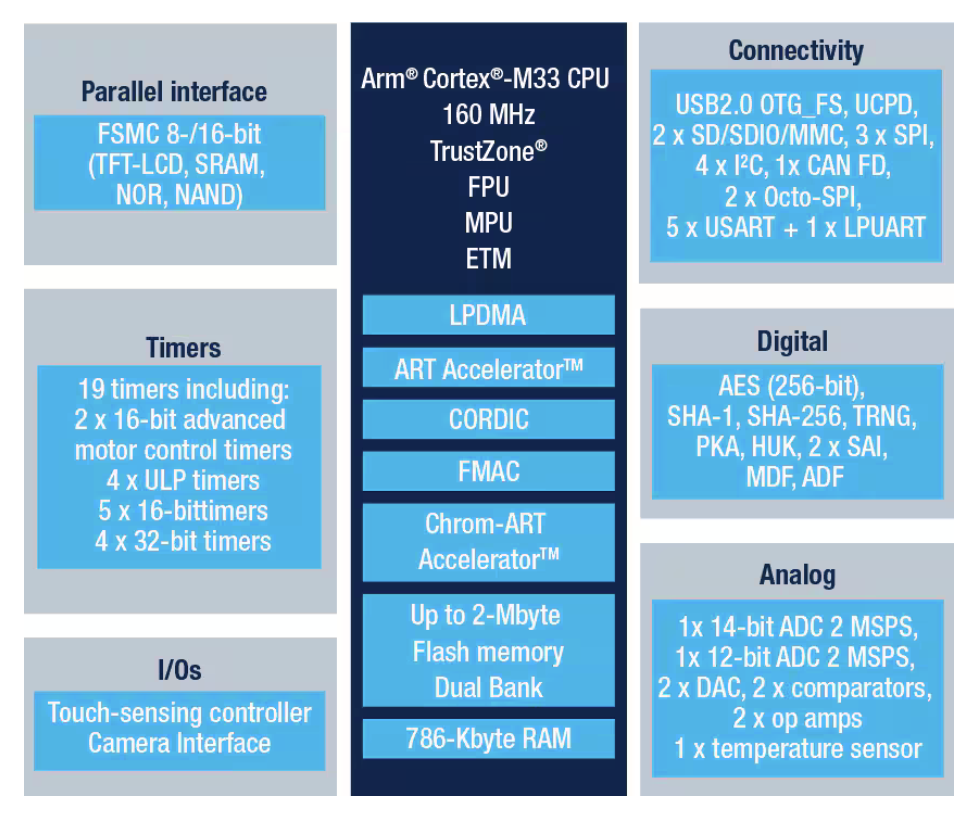 Parallel interface
FSMC 8-/16-bit
(TFT-LCD, SRAM,
NOR, NAND)
Timers
19 timers including:
2 x 16-bit advanced
motor control timers
4 x ULP timers
5 x 16-bittimers
4 x 32-bit timers
I/Os
Touch-sensing controller
Camera Interface
Arm® Cortex®-M33 CPU
160 MHz
TrustZone®
FPU
MPU
ETM
LPDMA
ART Accelerator™
CORDIC
FMAC
Chrom-ART
Accelerator™
Up to 2-Mbyte
Flash memory
Dual Bank
786-Kbyte RAM
Connectivity
USB2.0 OTG_FS, UCPD,
2 x SD/SDIO/MMC, 3 x SPI,
4 x I²C, 1x CAN FD,
2 x Octo-SPI,
5 x USART + 1 x LPUART
Digital
AES (256-bit),
SHA-1, SHA-256, TRNG,
PKA, HUK, 2 x SAI,
MDF, ADF
Analog
1x 14-bit ADC 2 MSPS,
1x 12-bit ADC 2 MSPS,
2 x DAC, 2 x comparators,
2 x op amps
1 x temperature sensor